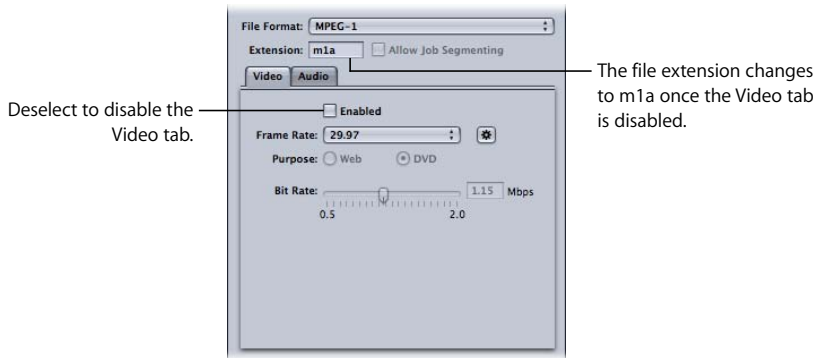 File Format: MPEG-1
Extension: m1a Allow Job Segmenting
Video Audio
The file extension changes
to m1a once the Video tab
is disabled.
Deselect to disable the
Video tab.
Enabled
Frame Rate: 29.97
Purpose: Web DVD
Bit Rate: 1.15 Mbps
0.5 2.0